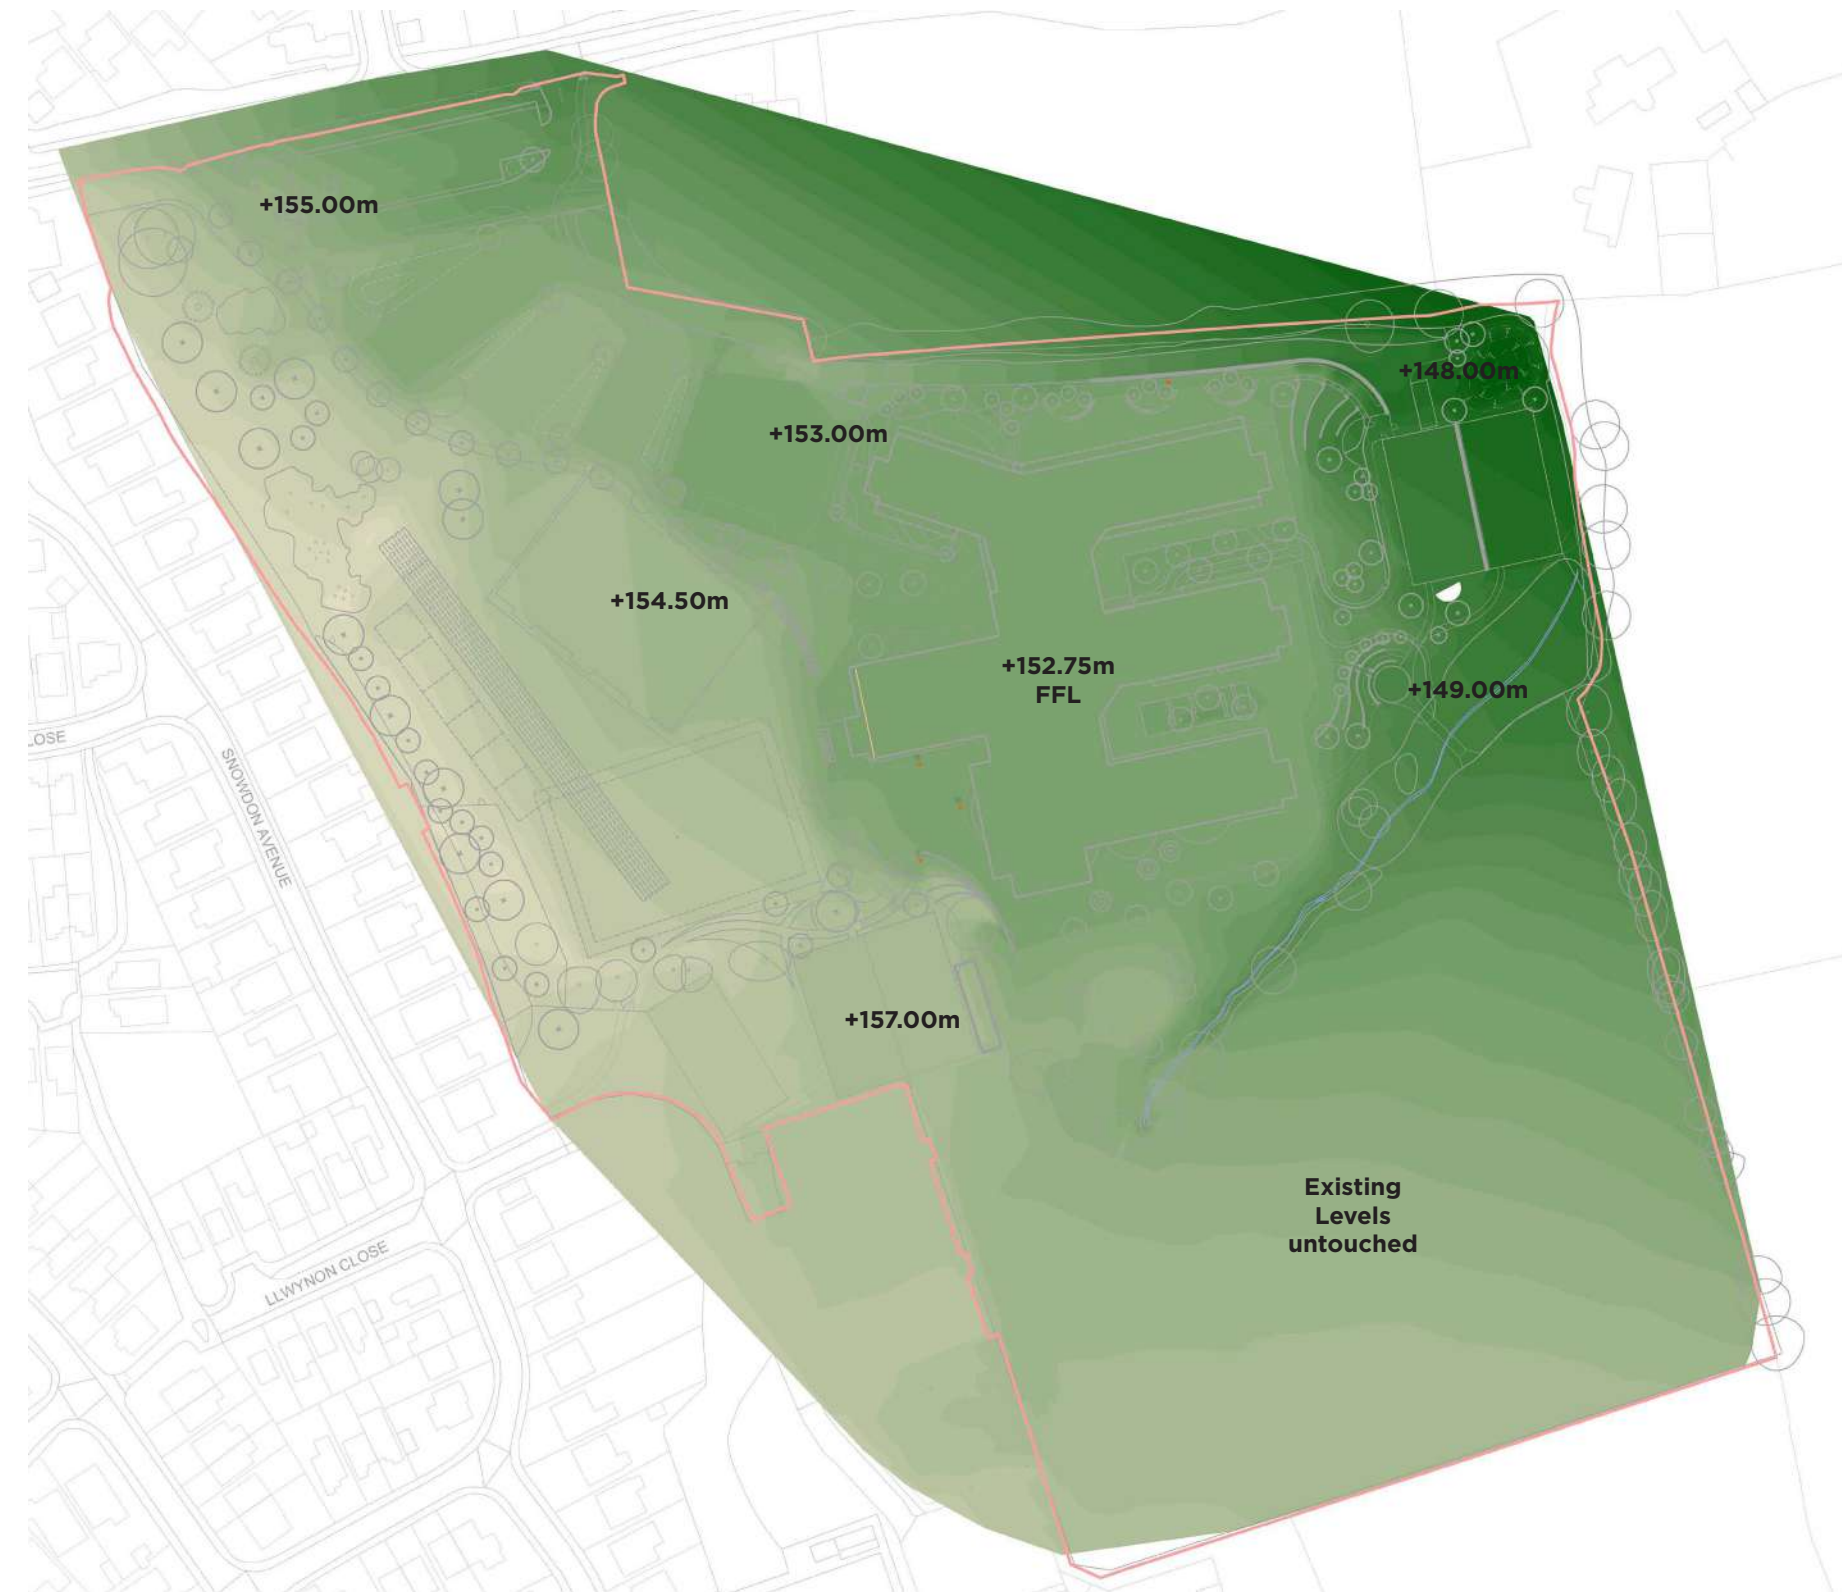 +155.00m
+148.00m
+153.00m
+154.50m
+152.75m
FFL
+149.00m
LOSE
SNOWDON AVENUE
+157.00m
Existing
Levels
untouched
LLWYNON CLOSE